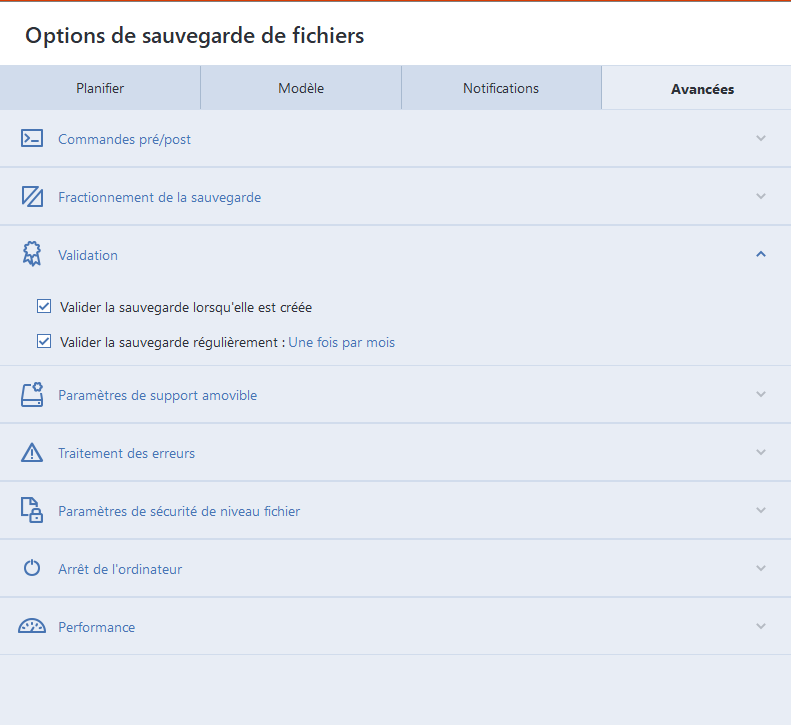 Options de sauvegarde de fichiers
Planifier
Modèle
Notifications
Avancées
Commandes pré/post
Fractionnement de la sauvegarde
Validation
Valider la sauvegarde lorsqu'elle est créée
Valider la sauvegarde régulièrement : Une fois par mois
Paramètres de support amovible
Traitement des erreurs
Paramètres de sécurité de niveau fichier
Arrêt de l'ordinateur
Performance